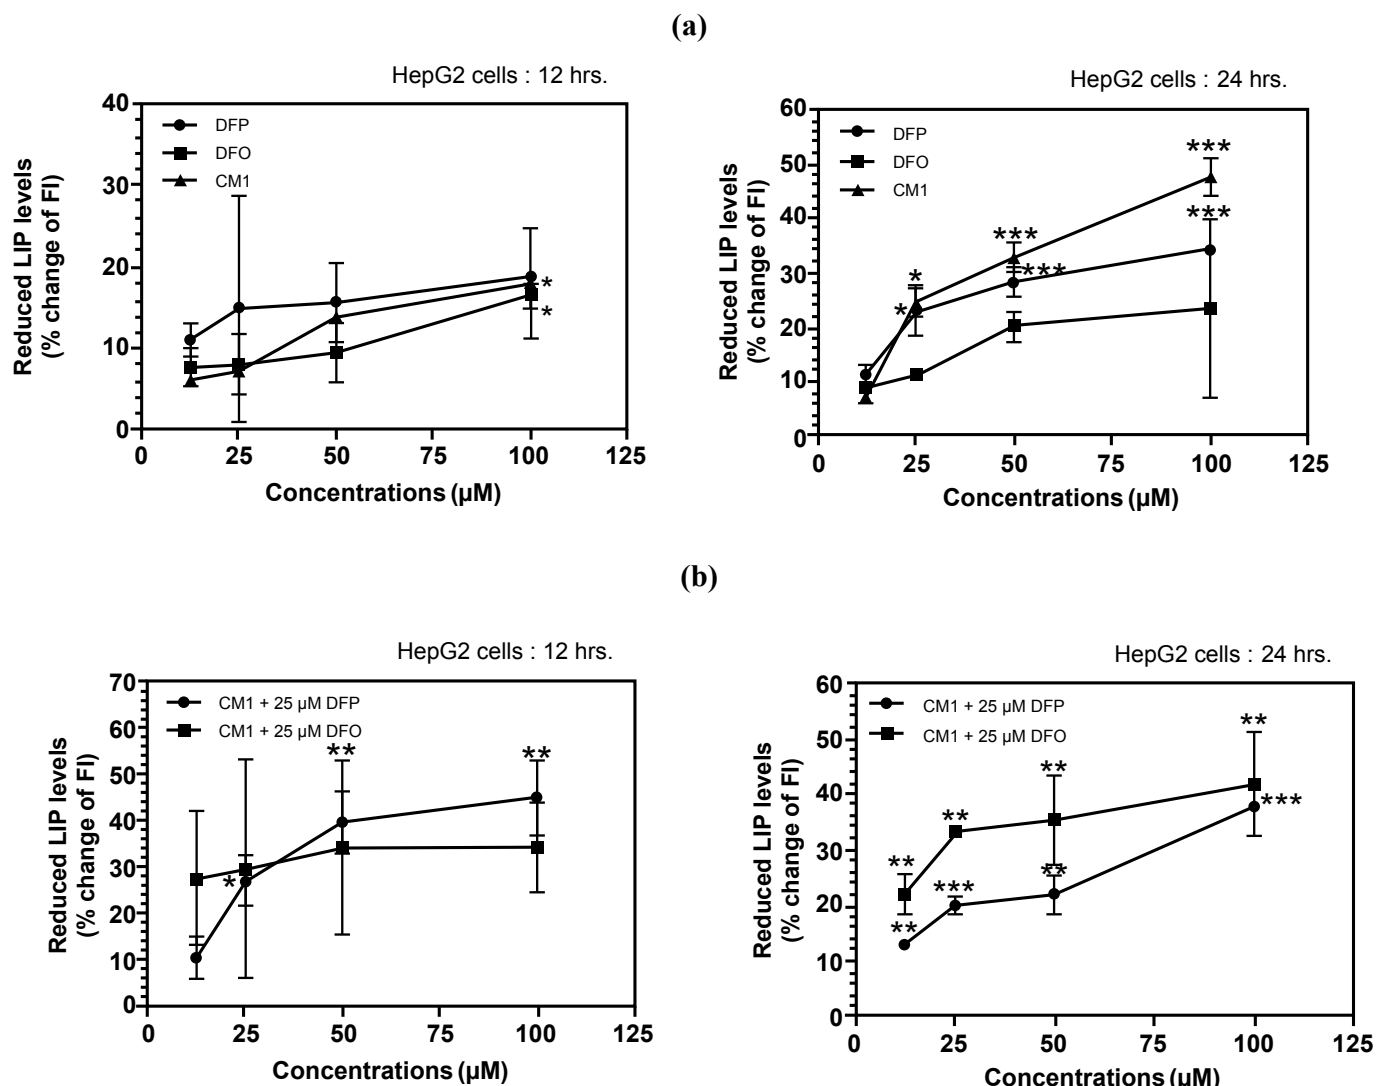 (a)
HepG2 cells : 12 hrs.
Reduced LIP levels
(% change of FI)
40
30
20
10
0
DFP
DFO
CM1
*
*
0 25 50 75 100 125
Concentrations (µM)
HepG2 cells : 24 hrs.
Reduced LIP levels
(% change of FI)
60
50
40
30
20
10
0
DFP
DFO
CM1
***
***
***
***
*
*
0 25 50 75 100 125
Concentrations (µM)
(b)
HepG2 cells : 12 hrs.
Reduced LIP levels
(% change of FI)
70
60
50
40
30
20
10
0
CM1 + 25 µM DFP
CM1 + 25 µM DFO
** **
*
0 25 50 75 100 125
Concentrations (µM)
HepG2 cells : 24 hrs.
Reduced LIP levels
(% change of FI)
60
50
40
30
20
10
0
CM1 + 25 µM DFP
CM1 + 25 µM DFO
**
**
***
**
**
**
***
**
0 25 50 75 100 125
Concentrations (µM)